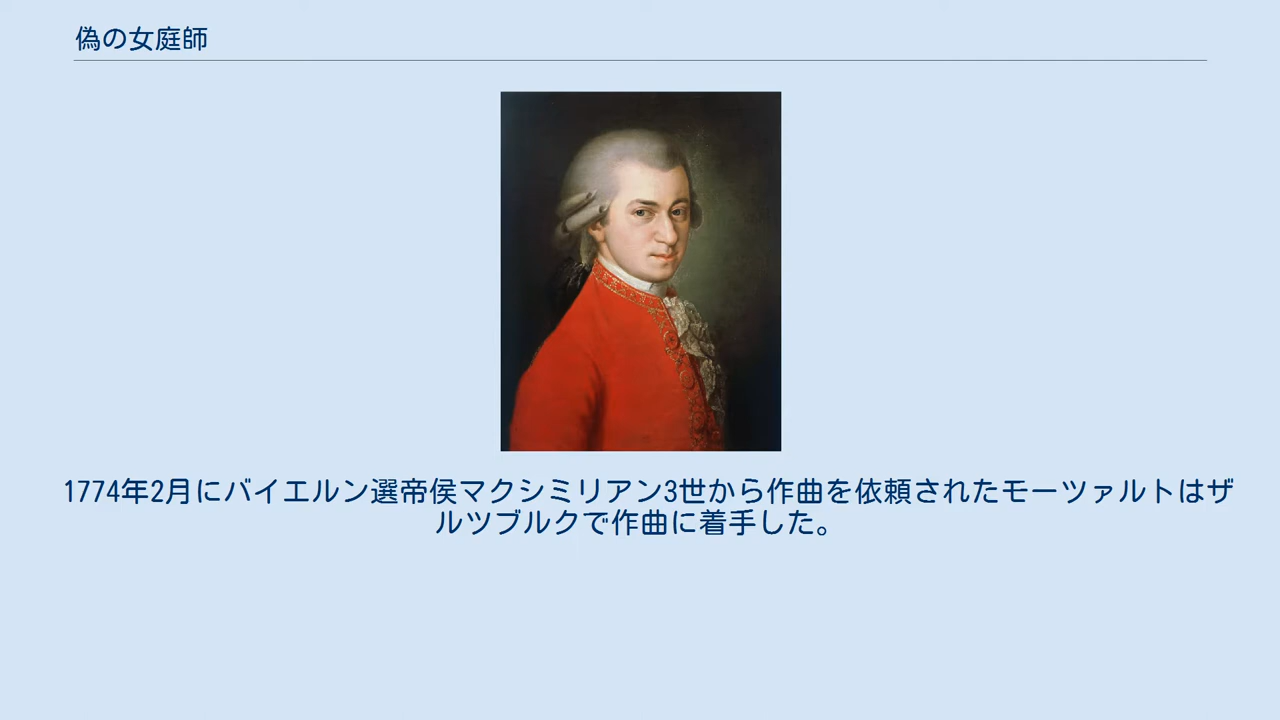 偽の女庭師
1774年2月にバイエルン選帝侯マクシミリアン3世から作曲を依頼されたモーツァルトはザ
ルツブルクで作曲に着手した。